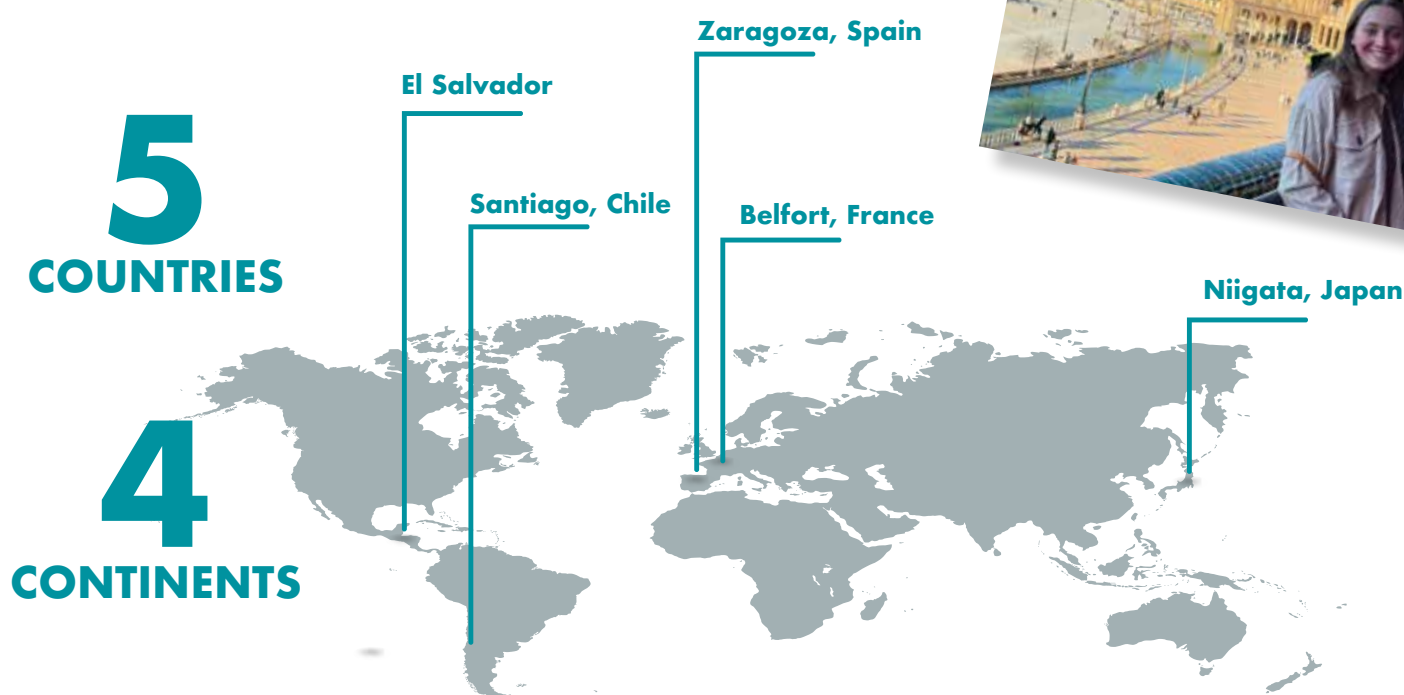 Zaragoza, Spain
El Salvador
5
COUNTRIES
Santiago, Chile
Belfort, France
Niigata, Japan
4
CONTINENTS